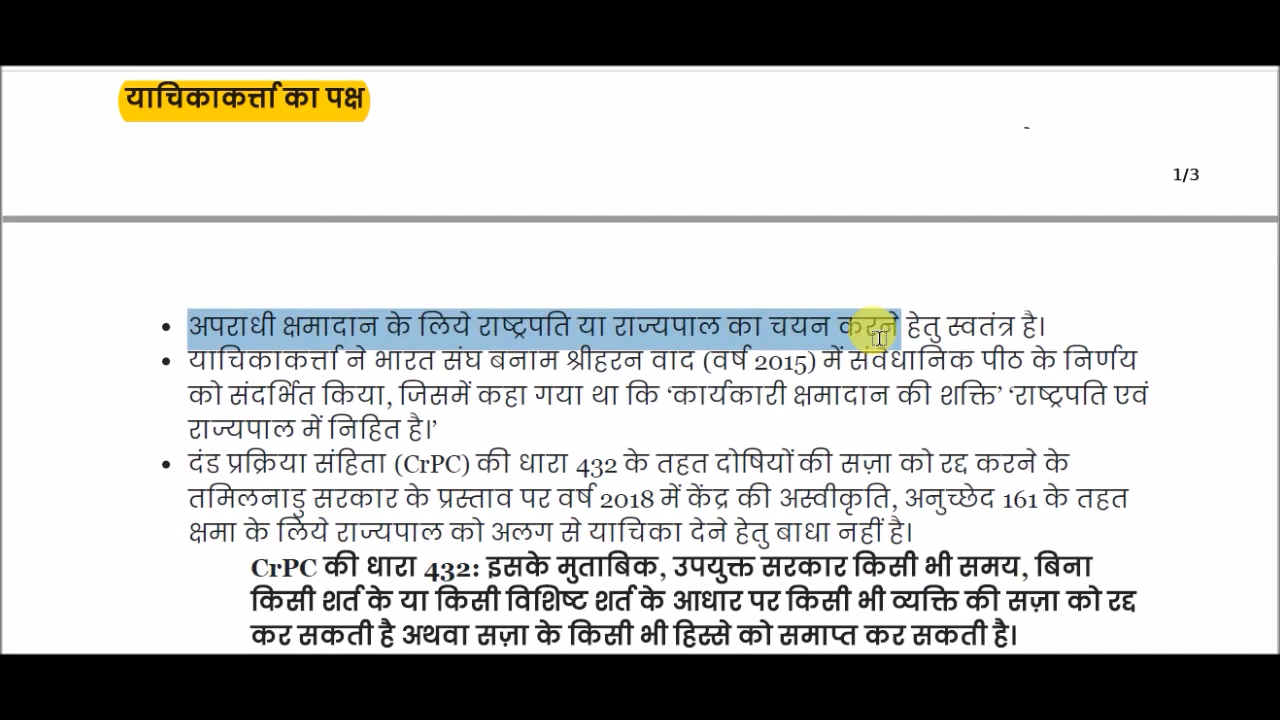 याचिकाकर्त्ता का पक्ष
1/3
• अपराधी क्षमादान के लिये राष्ट्रपति या राज्यपाल का चयन करने हेतु स्वतंत्र है।
• याचिकाकर्त्ता ने भारत संघ बनाम श्रीहरन वाद (वर्ष 2015) में संवैधानिक पीठ के निर्णय
को संदर्भित किया, जिसमें कहा गया था कि ‘कार्यकारी क्षमादान की शक्ति’ ‘राष्ट्रपति एवं
राज्यपाल में निहित है।’
• दंड प्रक्रिया संहिता (CrPC) की धारा 432 के तहत दोषियों की सज़ा को रद्द करने के
तमिलनाडु सरकार के प्रस्ताव पर वर्ष 2018 में केंद्र की अस्वीकृति, अनुच्छेद 161 के तहत
क्षमा के लिये राज्यपाल को अलग से याचिका देने हेतु बाधा नहीं है।
CrPC की धारा 432: इसके मुताबिक, उपयुक्त सरकार किसी भी समय, बिना
किसी शर्त के या किसी विशिष्ट शर्त के आधार पर किसी भी व्यक्ति की सज़ा को रद्द
कर सकती है अथवा सज़ा के किसी भी हिस्से को समाप्त कर सकती है।